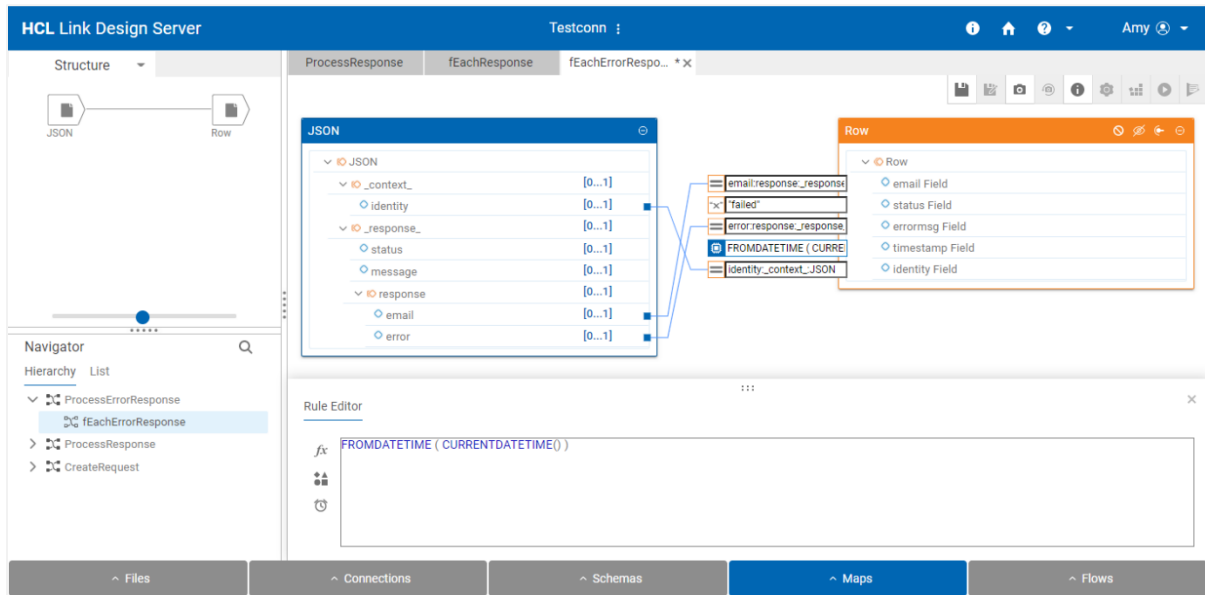 HCL Link Design Server
Testconn
Amy
Structure
JSON
Row
Navigator
Hierarchy List
ProcessErrorResponse
fEachErrorResponse
ProcessResponse
CreateRequest
ProcessResponse fEachResponse fEachErrorRespo... *
JSON
JSON
_context_ [0...1]
identity [0...1]
_response_ [0...1]
status [0...1]
message [0...1]
response [0...1]
email [0...1]
error [0...1]
email:response:_response
"failed"
error:response:_response_
FROMDATETIME ( CURRE
identity:_context_:JSON
Row
Row
email Field
status Field
errormsg Field
timestamp Field
identity Field
Rule Editor
fx
FROMDATETIME ( CURRENTDATETIME() )
Files Connections Schemas Maps Flows